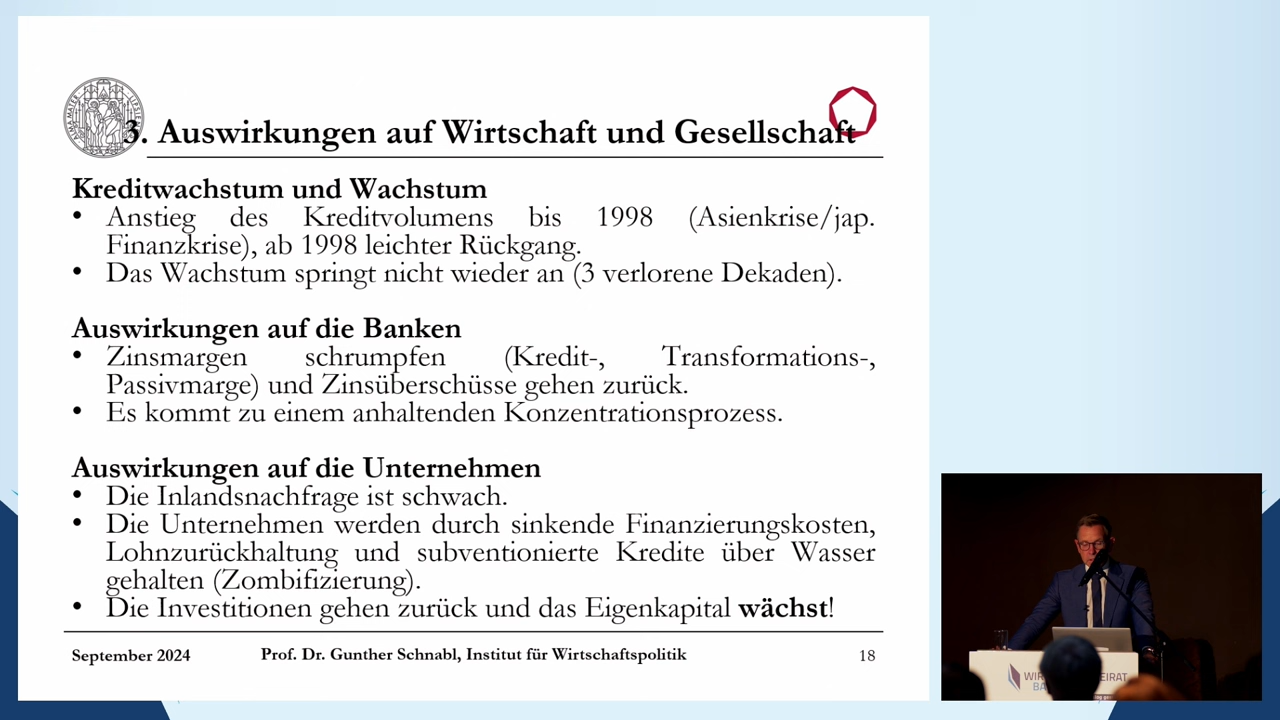 3. Auswirkungen auf Wirtschaft und Gesellschaft
Kreditwachstum und Wachstum
• Anstieg des Kreditvolumens bis 1998 (Asienkrise/jap.
Finanzkrise), ab 1998 leichter Rückgang.
• Das Wachstum springt nicht wieder an (3 verlorene Dekaden).
Auswirkungen auf die Banken
• Zinsmargen schrumpfen (Kredit-, Transformations-,
Passivmarge) und Zinsüberschüsse gehen zurück.
• Es kommt zu einem anhaltenden Konzentrationsprozess.
Auswirkungen auf die Unternehmen
• Die Inlandsnachfrage ist schwach.
• Die Unternehmen werden durch sinkende Finanzierungskosten,
Lohnzurückhaltung und subventionierte Kredite über Wasser
gehalten (Zombifizierung).
• Die Investitionen gehen zurück und das Eigenkapital wächst!
September 2024
Prof. Dr. Gunther Schnabl, Institut für Wirtschaftspolitik
18